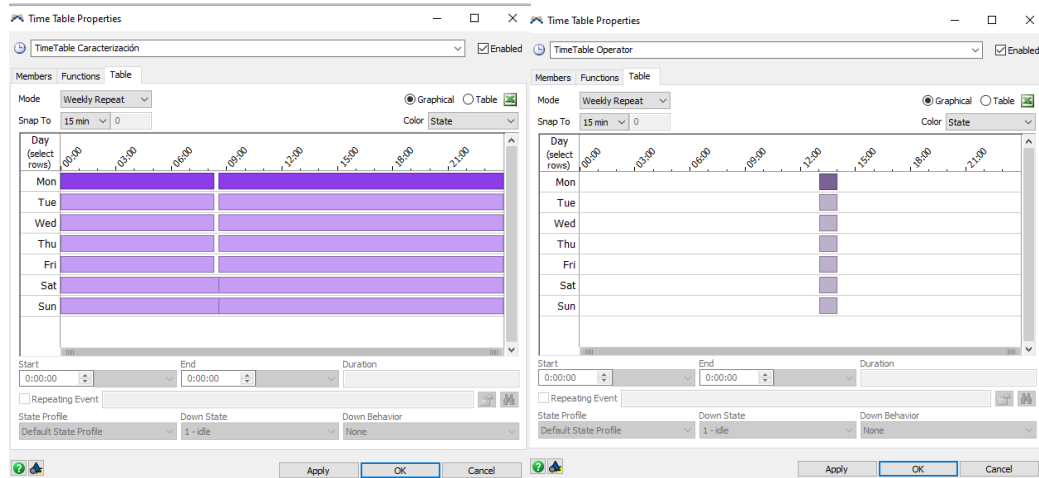 Time Table Properties
TimeTable Caracterización
Enabled
Members Functions Table
Mode Weekly Repeat Graphical Table
Snap To 15 min 0 Color State
Day
(select
rows)
00:00 03:00 06:00 09:00 12:00 15:00 18:00 21:00
Mon
Tue
Wed
Thu
Fri
Sat
Sun
Start End Duration
0:00:00 0:00:00
Repeating Event
State Profile Down State Down Behavior
Default State Profile 1 - idle None
Apply OK Cancel
Time Table Properties
TimeTable Operator
Enabled
Members Functions Table
Mode Weekly Repeat Graphical Table
Snap To 15 min 0 Color State
Day
(select
rows)
00:00 03:00 06:00 09:00 12:00 15:00 18:00 21:00
Mon
Tue
Wed
Thu
Fri
Sat
Sun
Start End Duration
0:00:00 0:00:00
Repeating Event
State Profile Down State Down Behavior
Default State Profile 1 - idle None
Apply OK Cancel